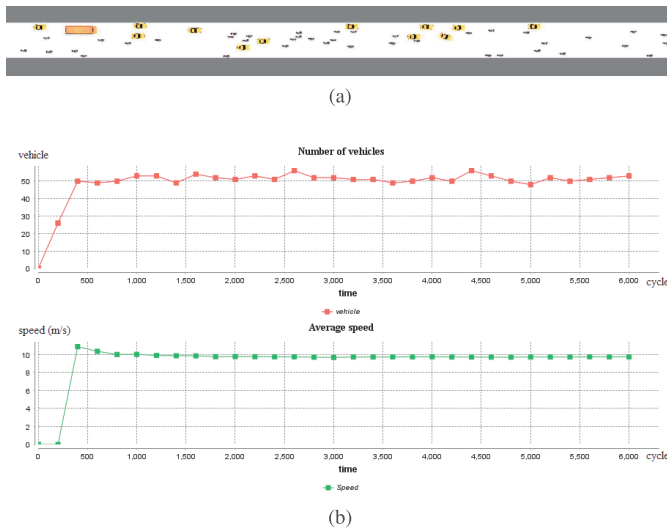 (a)
Number of vehicles
vehicle
50
40
30
20
10
0
0 500 1,000 1,500 2,000 2,500 3,000 3,500 4,000 4,500 5,000 5,500 6,000 cycle
time
vehicle
Average speed
speed (m/s)
10
8
6
4
2
0
0 500 1,000 1,500 2,000 2,500 3,000 3,500 4,000 4,500 5,000 5,500 6,000 cycle
time
Speed
(b)